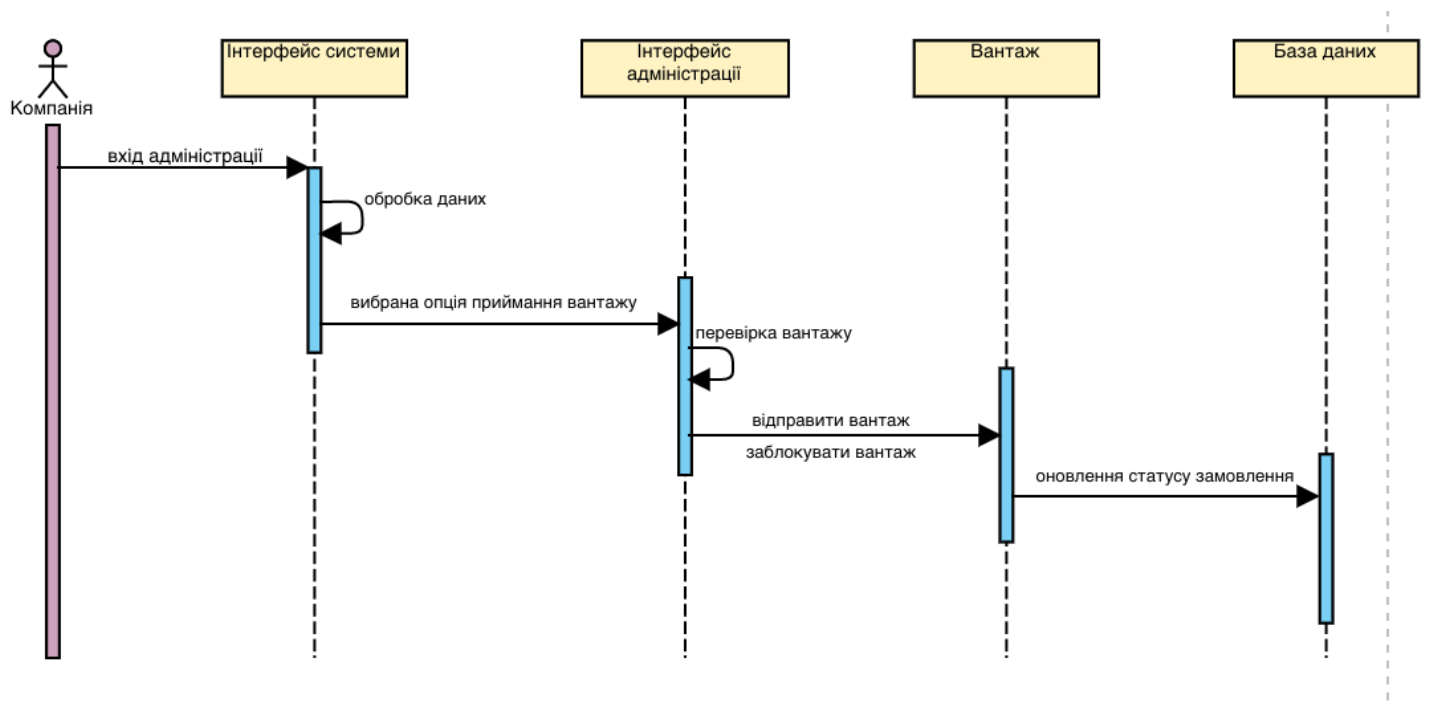 Компанія
Інтерфейс системи
Інтерфейс
адміністрації
Вантаж
База даних
вхід адміністрації
обробка даних
вибрана опція приймання вантажу
перевірка вантажу
відправити вантаж
заблокувати вантаж
оновлення статусу замовлення